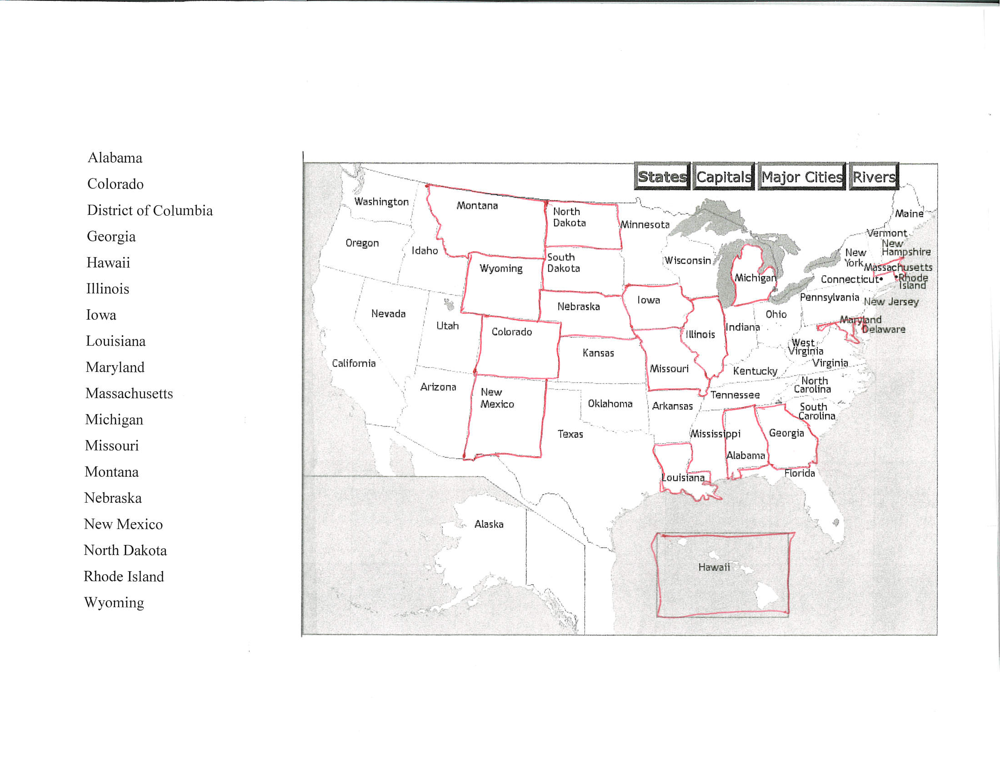 Alabama
Colorado
District of Columbia
Georgia
Hawaii
Illinois
Iowa
Louisiana
Maryland
Massachusetts
Michigan
Missouri
Montana
Nebraska
New Mexico
North Dakota
Rhode Island
Wyoming
States Capitals Major Cities Rivers
Washington
Montana
North
Dakota
Minnesota
Maine
Vermont
New
Hampshire
Oregon
Idaho
Wyoming
South
Dakota
Wisconsin
Michigan
New
York
Massachusetts
Connecticut
Rhode
Island
Pennsylvania
New Jersey
Nevada
Utah
Colorado
Nebraska
Iowa
Illinois
Indiana
Ohio
Maryland
Delaware
West
Virginia
Virginia
California
Arizona
New
Mexico
Kansas
Missouri
Kentucky
North
Carolina
Tennessee
Oklahoma
Arkansas
South
Carolina
Texas
Mississippi
Alabama
Georgia
Louisiana
Florida
Alaska
Hawaii